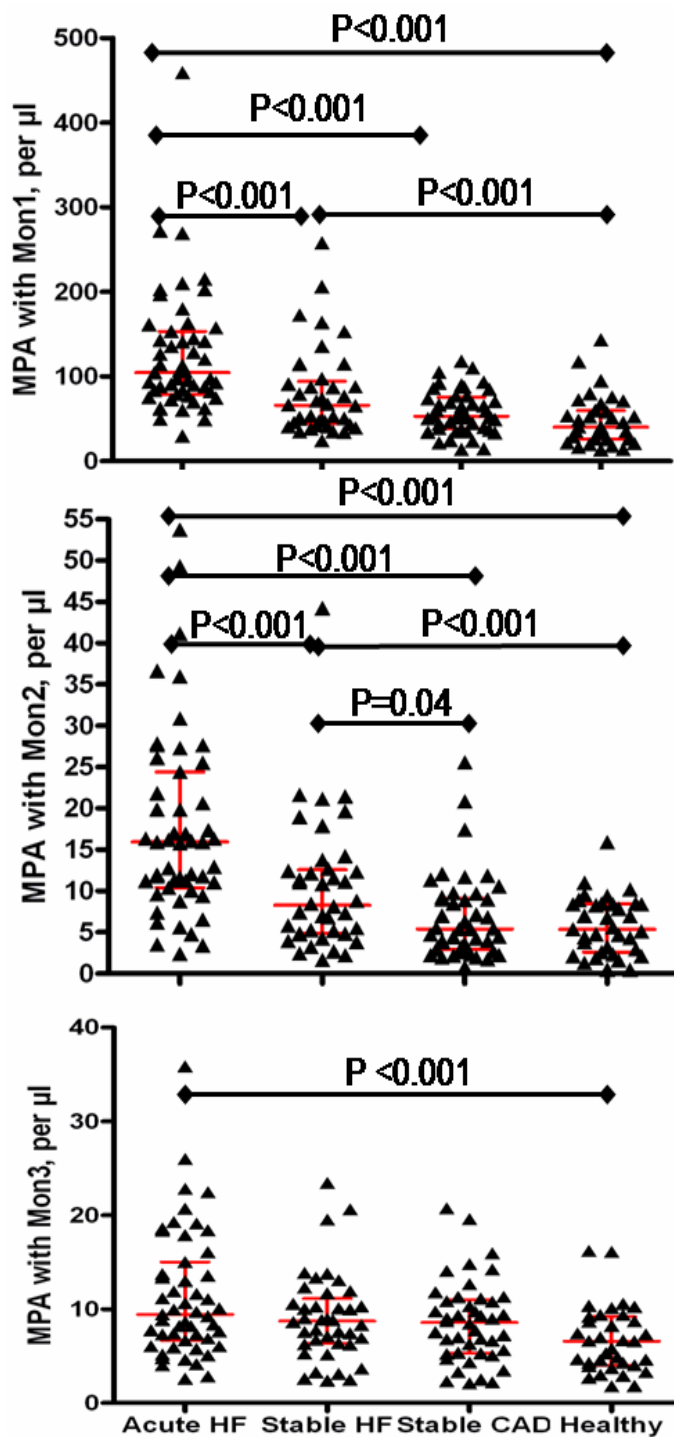 P<0.001
500
400
P<0.001
P<0.001 P<0.001
300
200
100
0
MPA with Mon1, per µl
P<0.001
55
50
P<0.001
45
P<0.001 P<0.001
40
35
P=0.04
30
25
20
15
10
5
0
MPA with Mon2, per µl
40
P <0.001
30
20
10
0
MPA with Mon3, per µl
Acute HF Stable HF Stable CAD Healthy